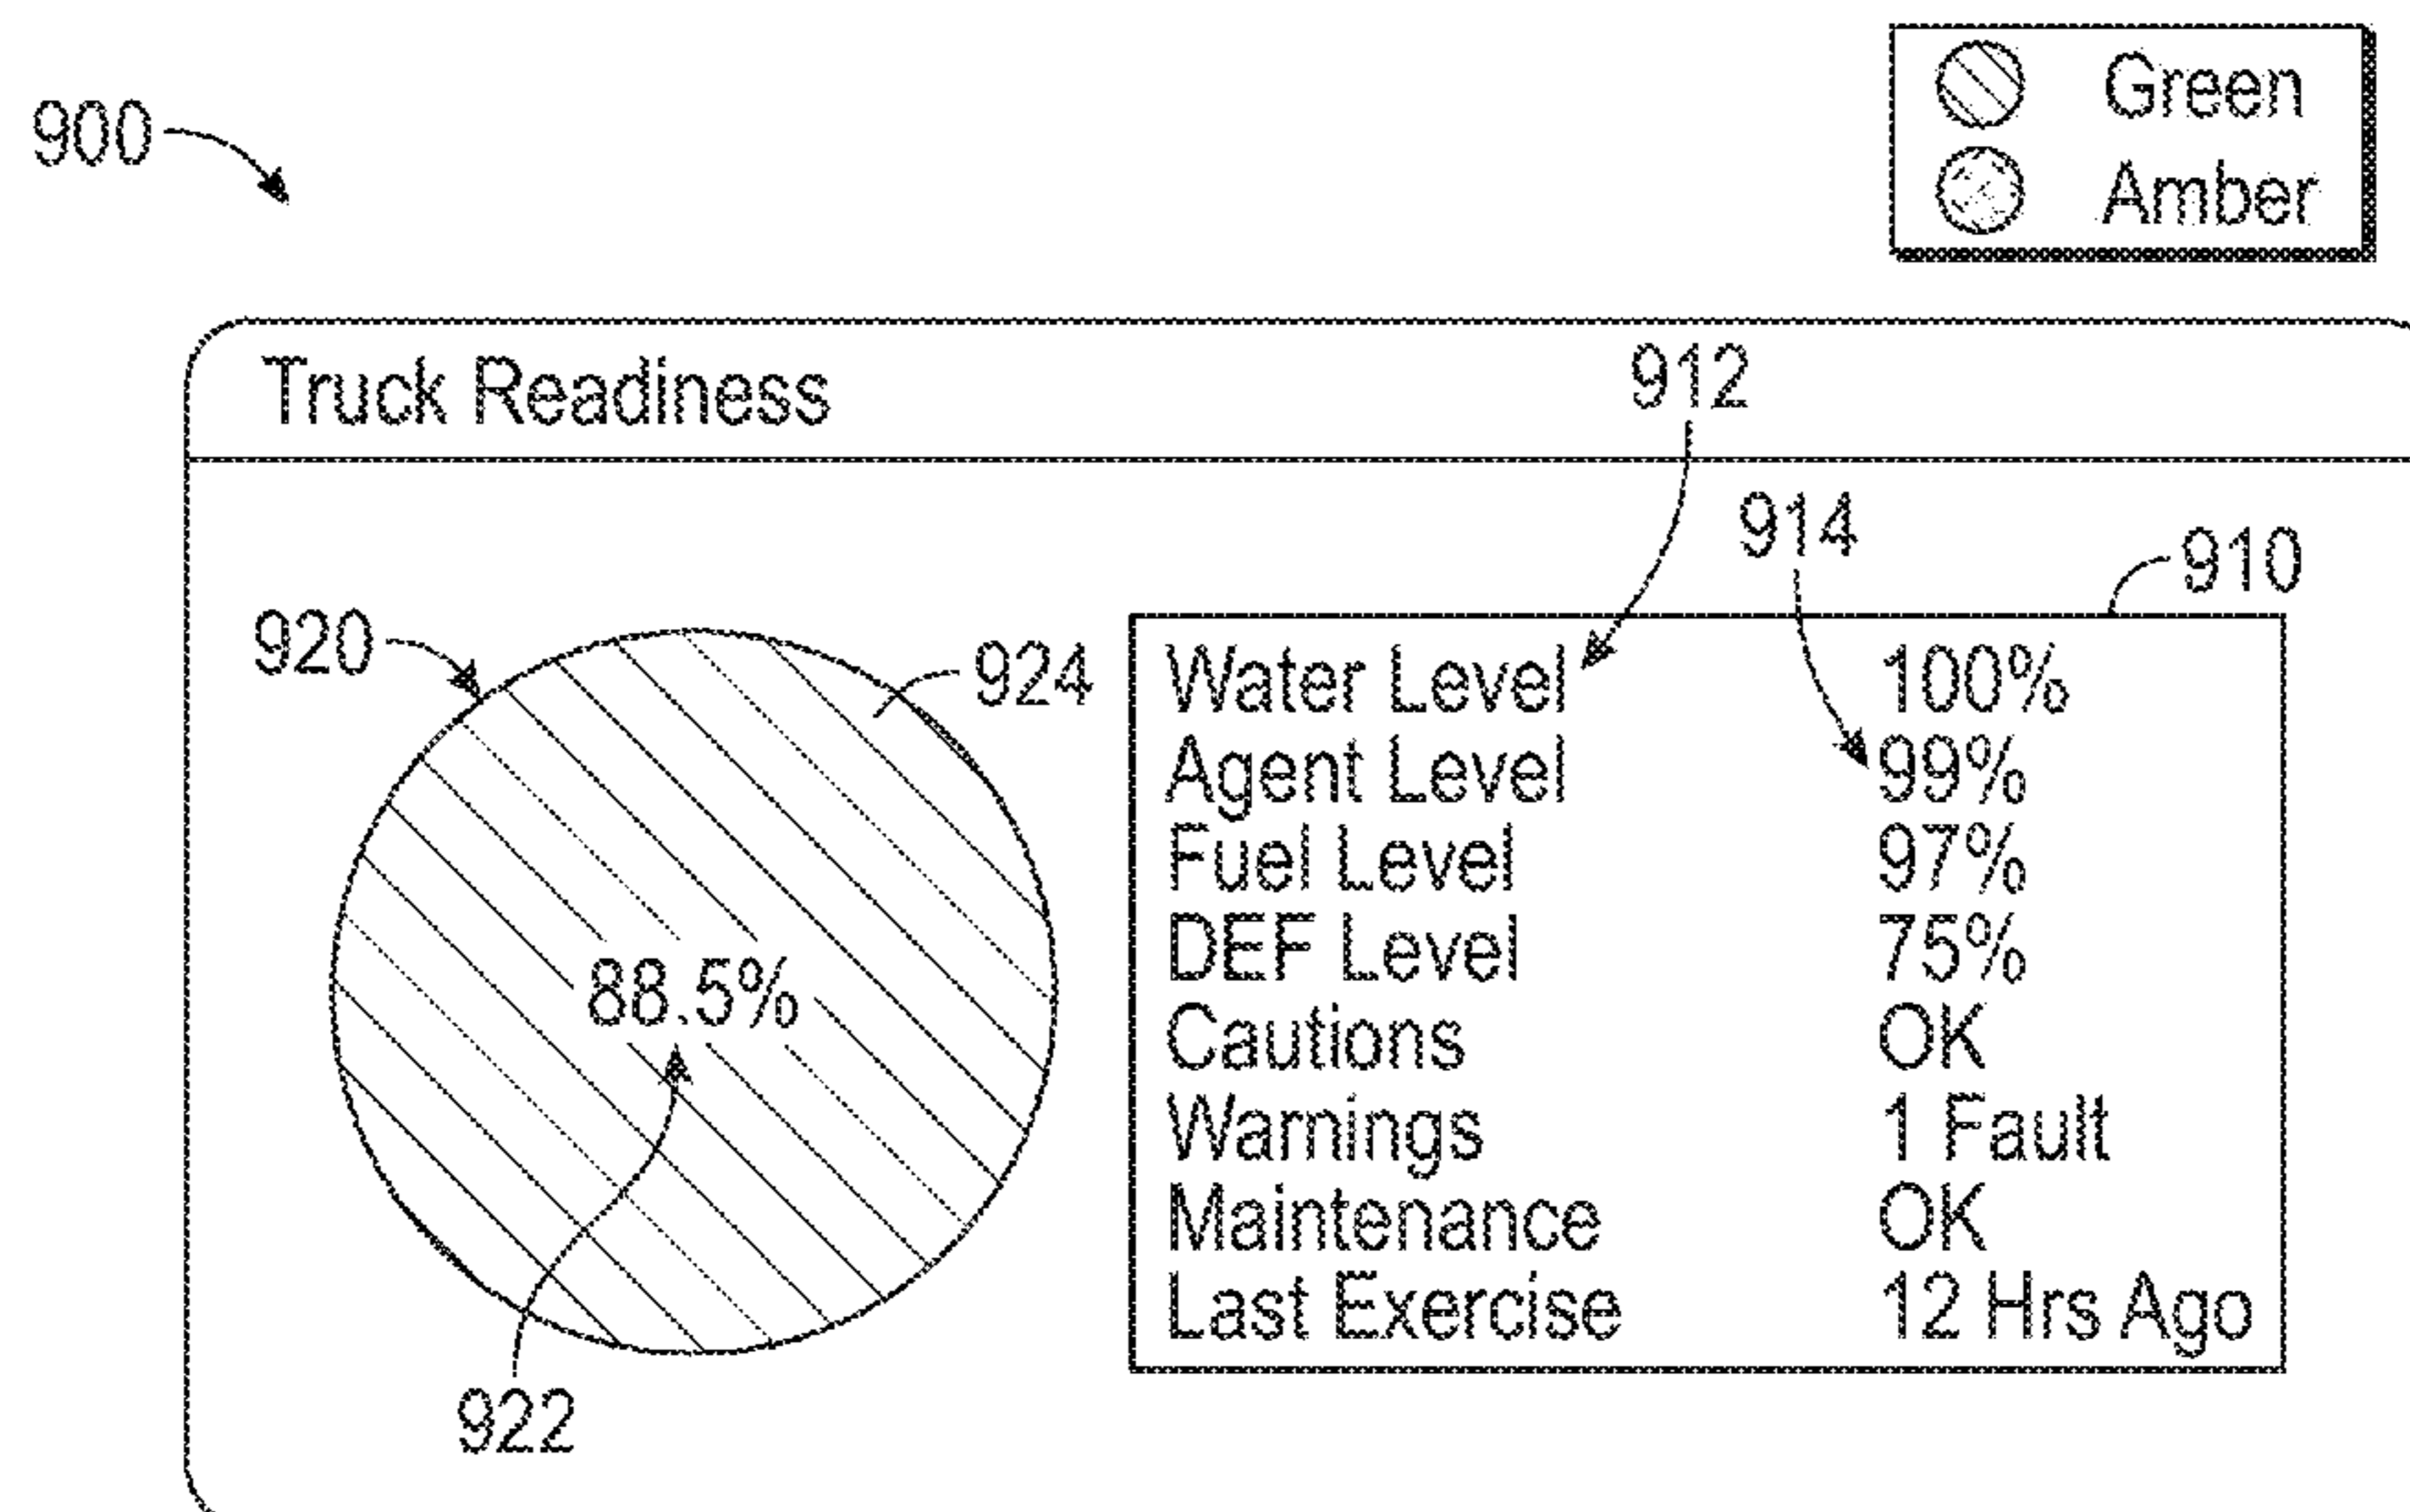 Green
Amber
900
Truck Readiness
912
914
910
920
924
Water Level 100%
Agent Level 99%
Fuel Level 97%
DEF Level 75%
Cautions OK
Warnings 1 Fault
Maintenance OK
Last Exercise 12 Hrs Ago
88.5%
922